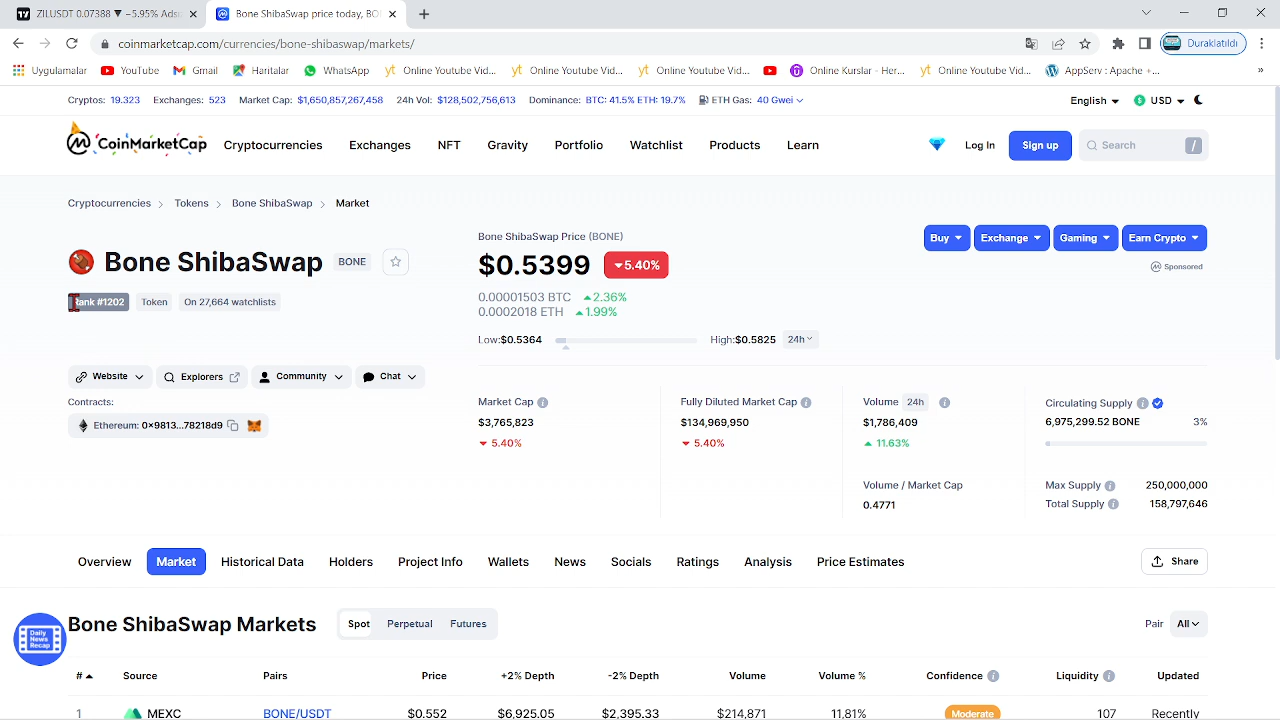 ZILUSDT 0.07388 ▼ −5.95% Adsı
Bone ShibaSwap price today, BO
coinmarketcap.com/currencies/bone-shibaswap/markets/
Duraklatıldı
Uygulamalar YouTube Gmail Haritalar WhatsApp yt Online Youtube Vid... yt Online Youtube Vid... yt Online Youtube Vid... Online Kurslar - Her... yt Online Youtube Vid... AppServ : Apache +... »
Cryptos: 19.323 Exchanges: 523 Market Cap: $1,650,857,267,458 24h Vol: $128,502,756,613 Dominance: BTC: 41.5% ETH: 19.7% ETH Gas: 40 Gwei English USD
CoinMarketCap Cryptocurrencies Exchanges NFT Gravity Portfolio Watchlist Products Learn Log In Sign up Search /
Cryptocurrencies > Tokens > Bone ShibaSwap > Market
Bone ShibaSwap Price (BONE)
Buy Exchange Gaming Earn Crypto
Bone ShibaSwap BONE
$0.5399 5.40%
Sponsored
Rank #1202 Token On 27,664 watchlists
0.00001503 BTC 2.36%
0.0002018 ETH 1.99%
Low:$0.5364 High:$0.5825 24h
Website Explorers Community Chat
Contracts:
Ethereum: 0x9813...78218d9
Market Cap
$3,765,823
5.40%
Fully Diluted Market Cap
$134,969,950
5.40%
Volume 24h
$1,786,409
11.63%
Volume / Market Cap
0.4771
Circulating Supply
6,975,299.52 BONE 3%
Max Supply 250,000,000
Total Supply 158,797,646
Overview Market Historical Data Holders Project Info Wallets News Socials Ratings Analysis Price Estimates Share
Daily
News
Recap
Bone ShibaSwap Markets Spot Perpetual Futures Pair All
# Source Pairs Price +2% Depth -2% Depth Volume Volume % Confidence Liquidity Updated
1 MEXC BONE/USDT $0.552 $6,925.05 $2,395.33 $214,871 11.81% Moderate 107 Recently